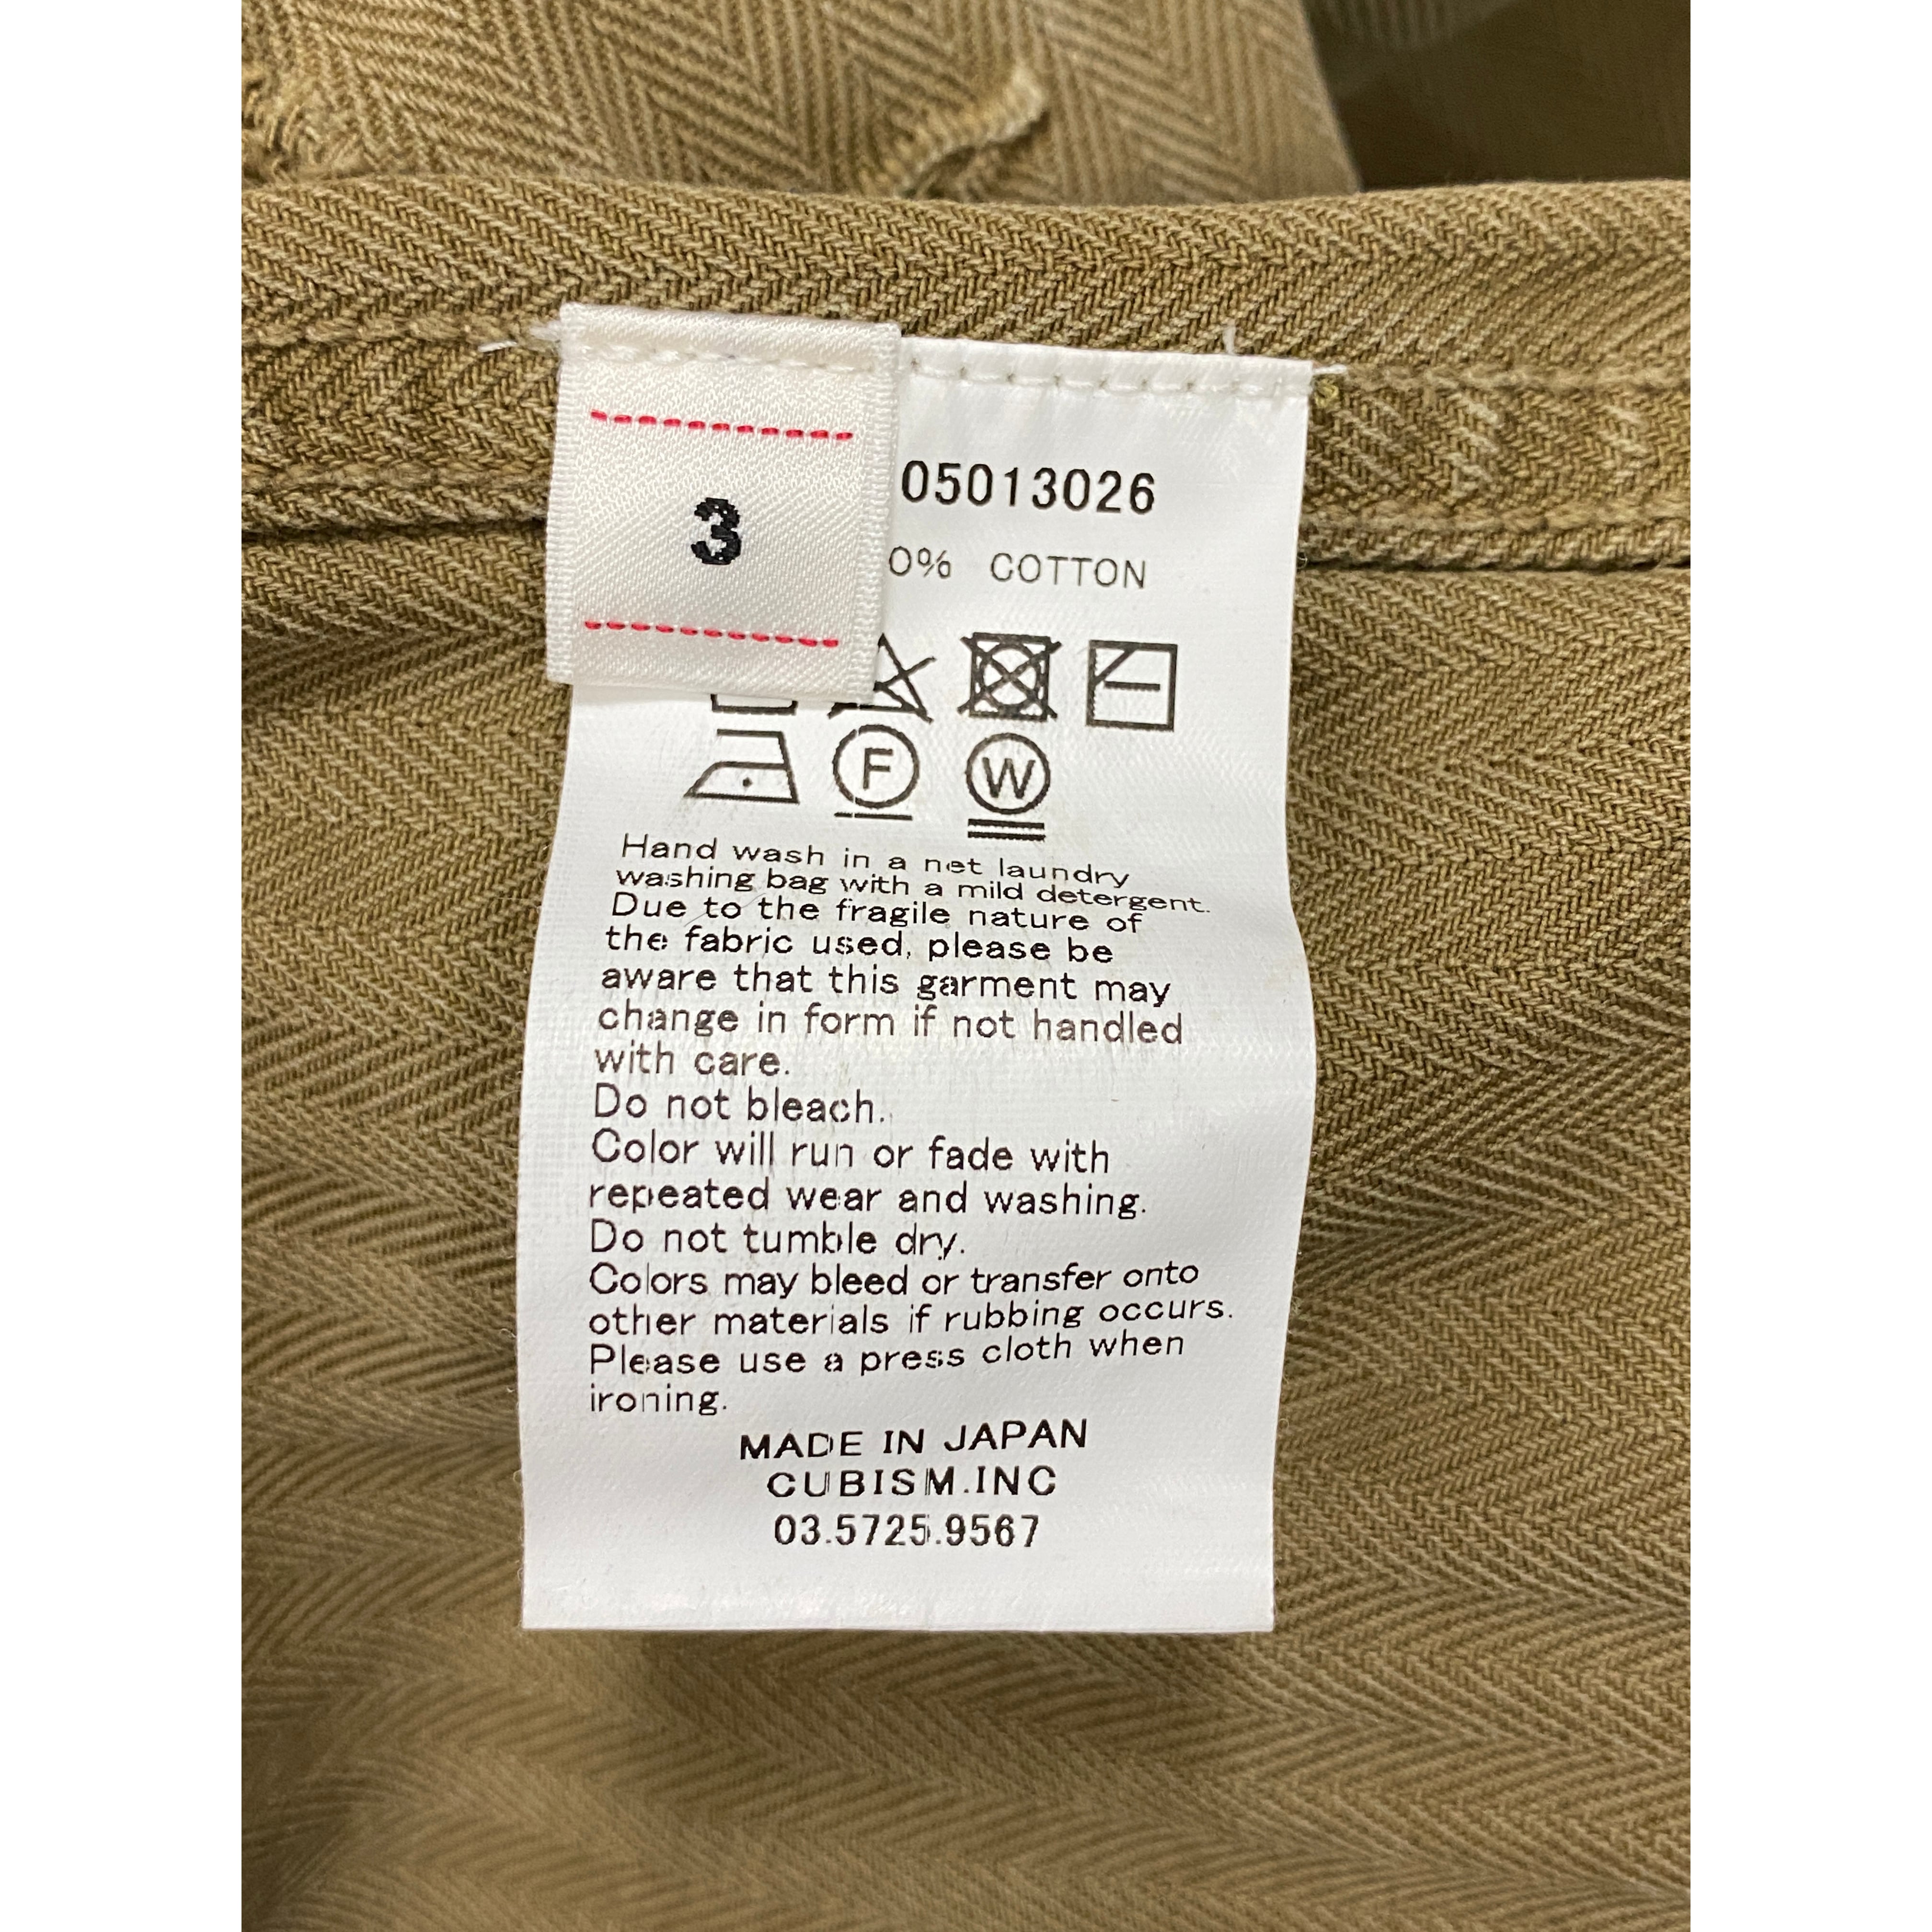 3
05013026
0% COTTON
F
W
Hand wash in a net laundry
washing bag with a mild detergent.
Due to the fragile nature of
the fabric used, please be
aware that this garment may
change in form if not handled
with care.
Do not bleach.
Color will run or fade with
repeated wear and washing.
Do not tumble dry.
Colors may bleed or transfer onto
other materials if rubbing occurs.
Please use a press cloth when
ironing.
MADE IN JAPAN
CUBISM.INC
03.5725.9567